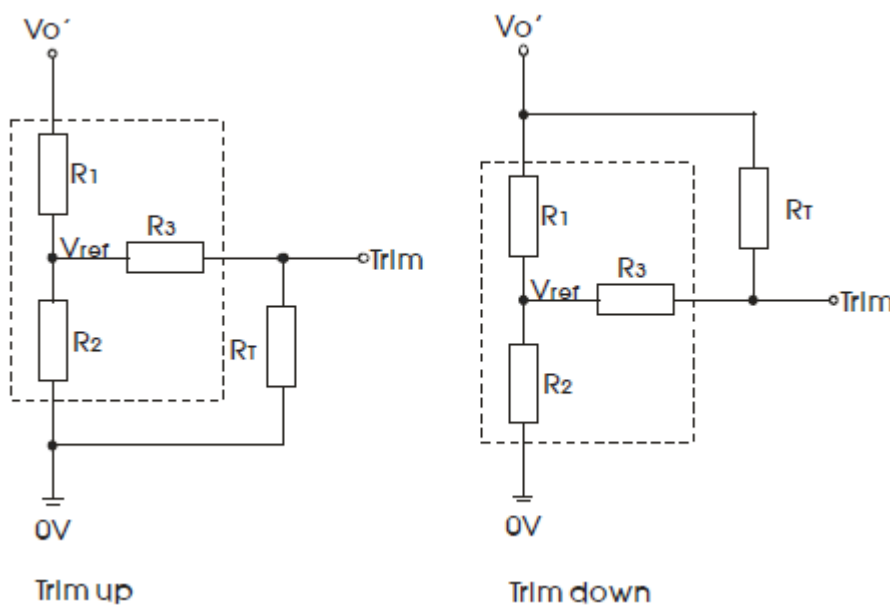 Vo'
R1
R3
Vref
Trim
R2
RT
0V
Trim up
Vo'
R1
RT
R3
Vref
Trim
R2
0V
Trim down